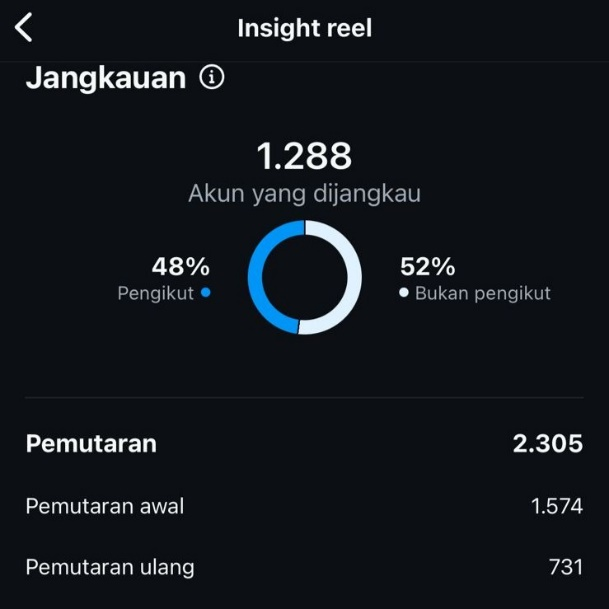 Insight reel
Jangkauan
1.288
Akun yang dijangkau
48%
Pengikut
52%
Bukan pengikut
Pemutaran 2.305
Pemutaran awal 1.574
Pemutaran ulang 731